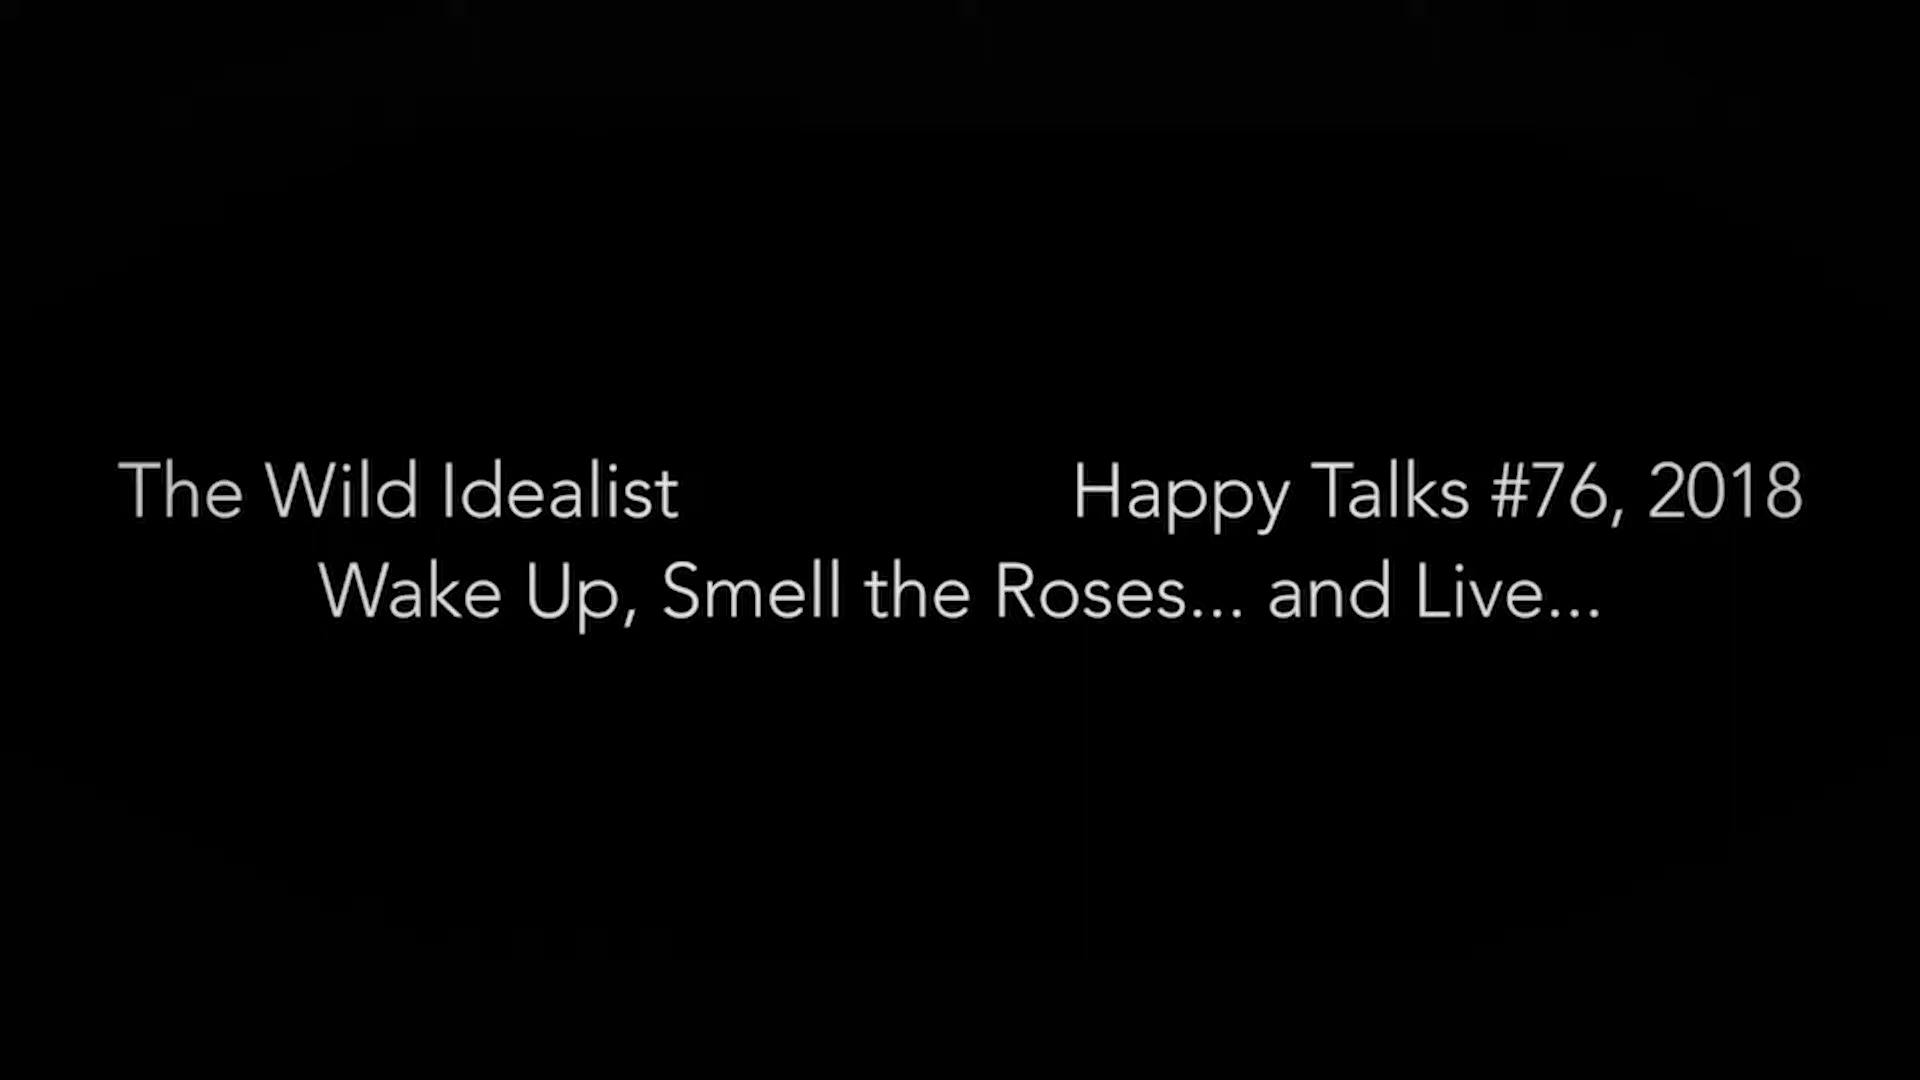 The Wild Idealist Happy Talks #76, 2018
Wake Up, Smell the Roses... and Live...